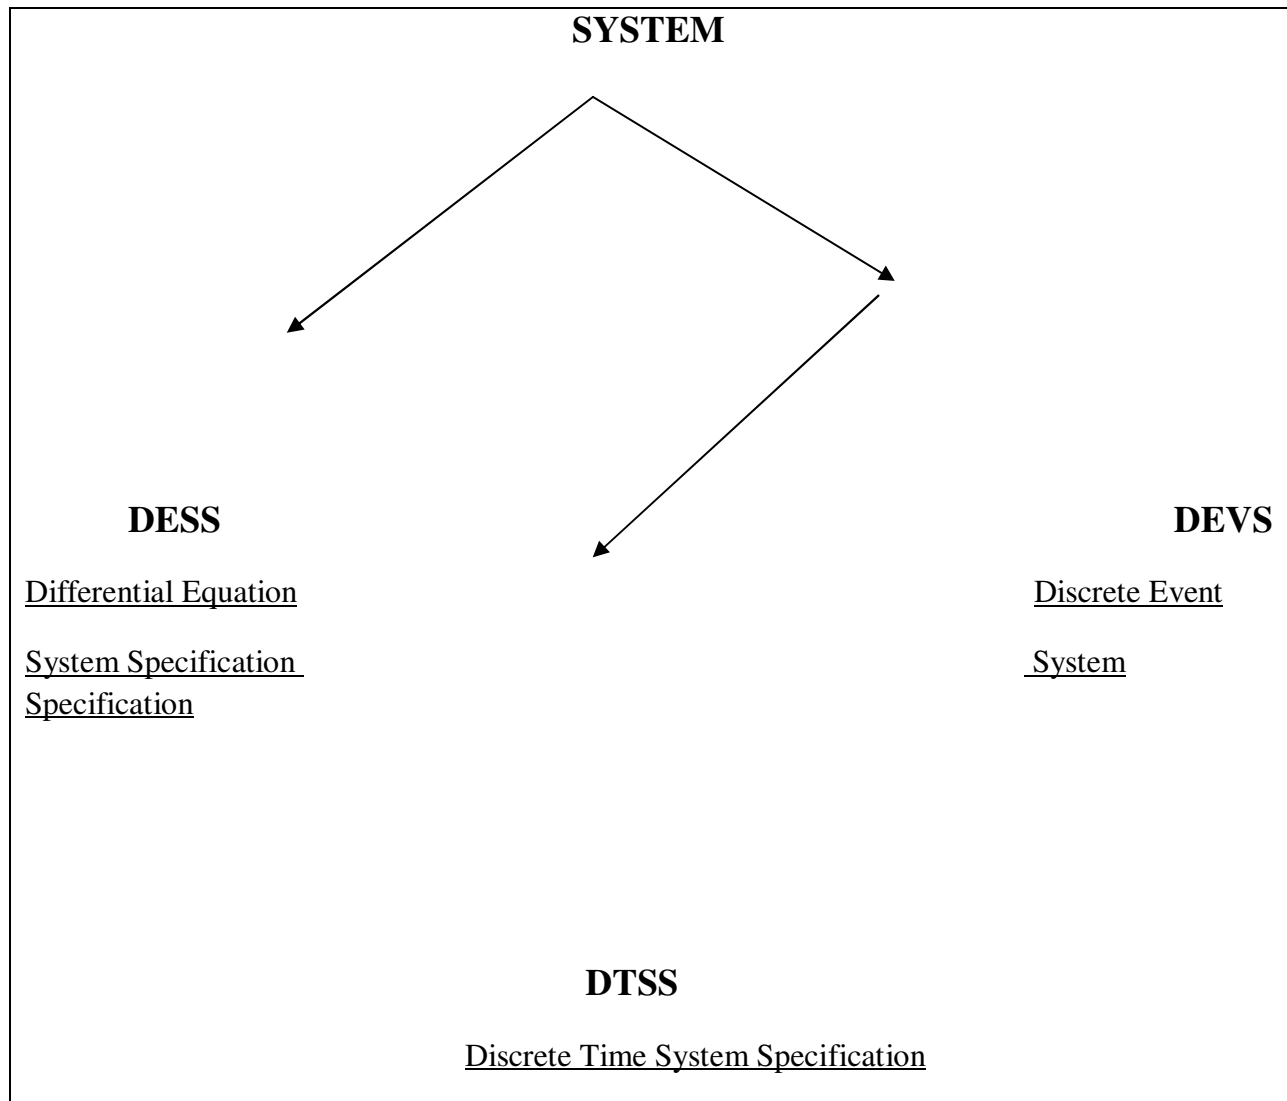 SYSTEM
DESS DEVS
Differential Equation Discrete Event
System Specification System
Specification
DTSS
Discrete Time System Specification